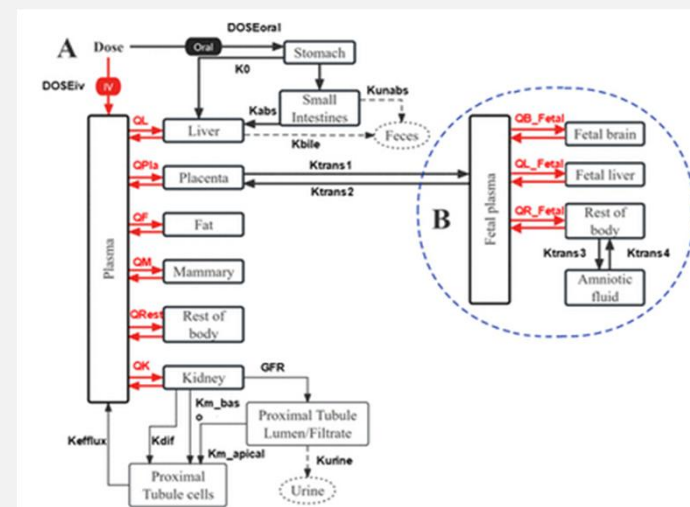 A
Dose
Oral
DOSEoral
Stomach
DOSEiv
IV
K0
Small
Intestines
Kunabs
Kabs
QL
Liver
Kbile
Feces
QPla
Placenta
Ktrans1
Ktrans2
QF
Fat
Plasma
QM
Mammary
QRest
Rest of
body
QK
Kidney
GFR
Km_bas
o
Proximal Tubule
Lumen/Filtrate
Kefflux
Kdif
Km_apical
Kurine
Proximal
Tubule cells
Urine
B
Fetal plasma
QB_Fetal
Fetal brain
QL_Fetal
Fetal liver
QR_Fetal
Rest of
body
Ktrans3
Ktrans4
Amniotic
fluid